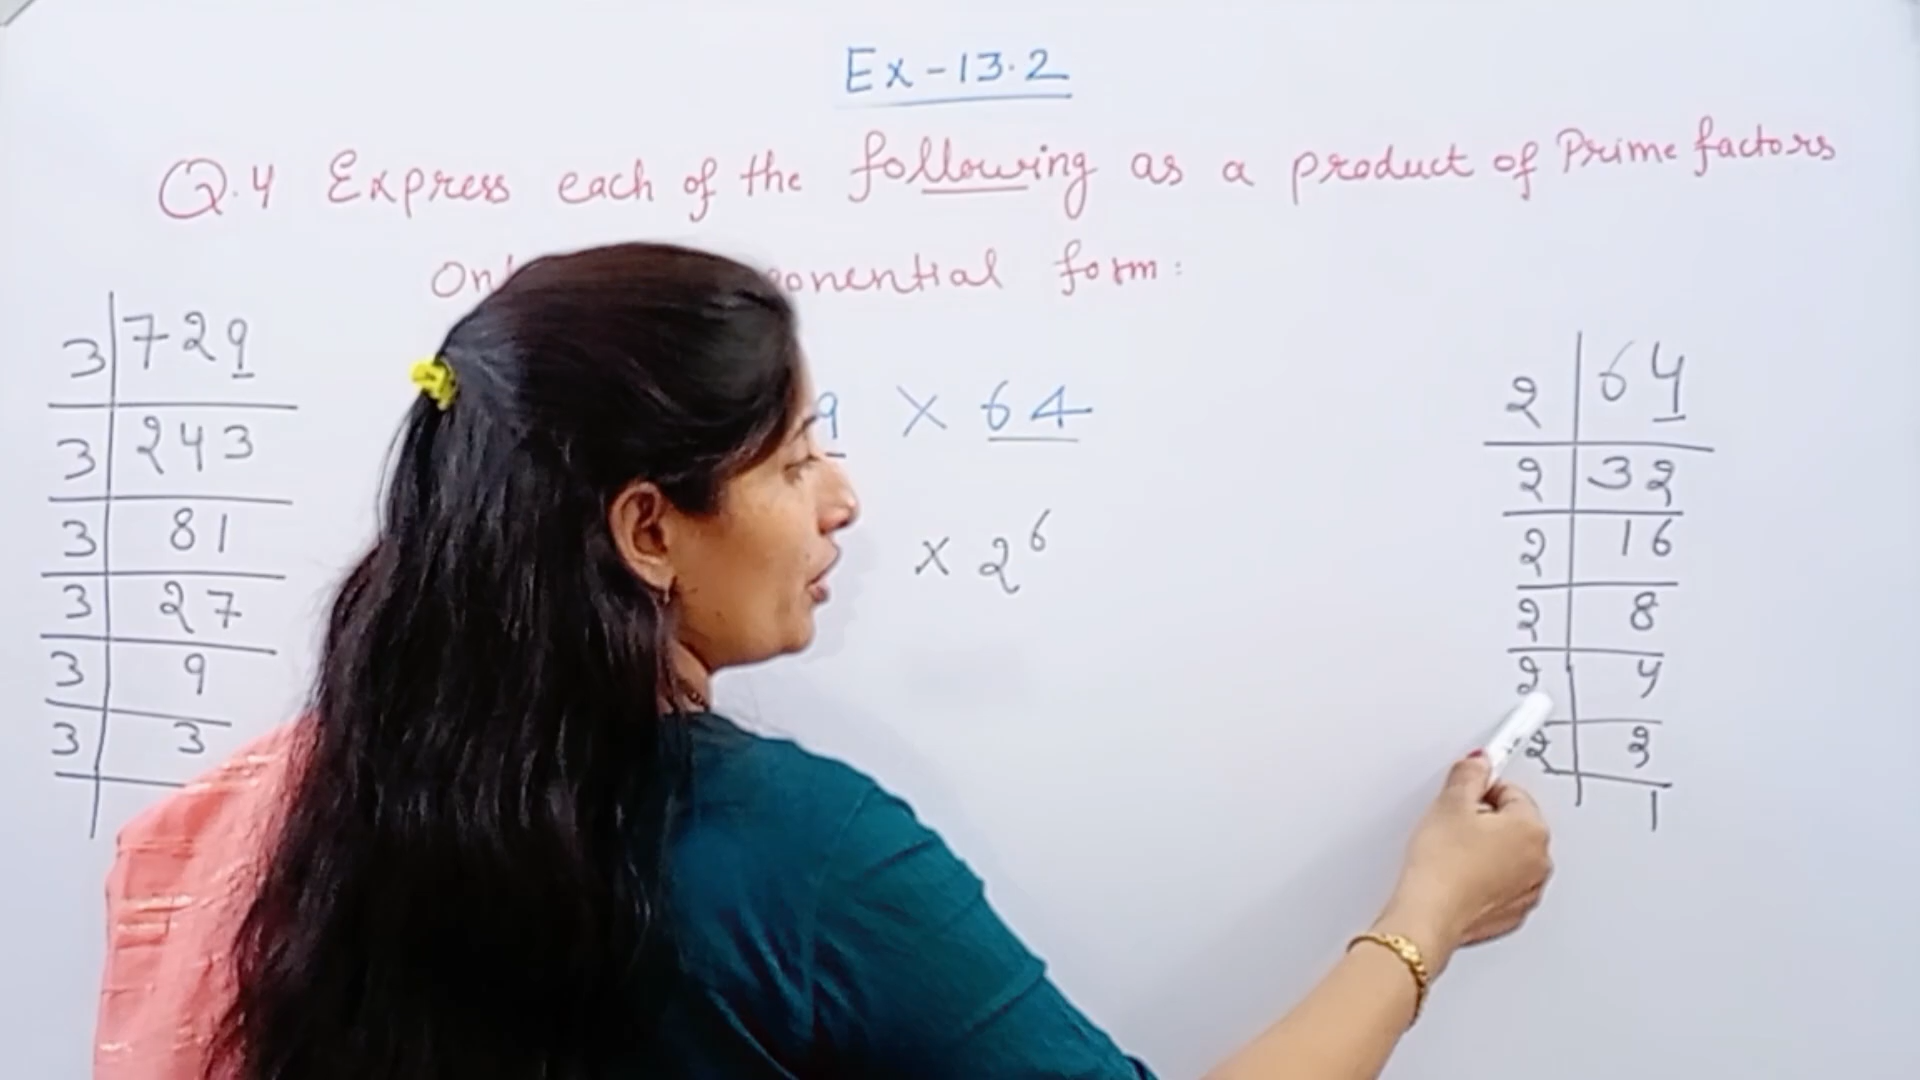 Ex-13.2
Q.4 Express each of the following as a product of Prime factors
form:
3 | 729
3 | 243
3 | 81
3 | 27
3 | 9
3 | 3
9 × 64
× 2⁶
2 | 64
2 | 32
2 | 16
2 | 8
2 | 4
2 | 2
1